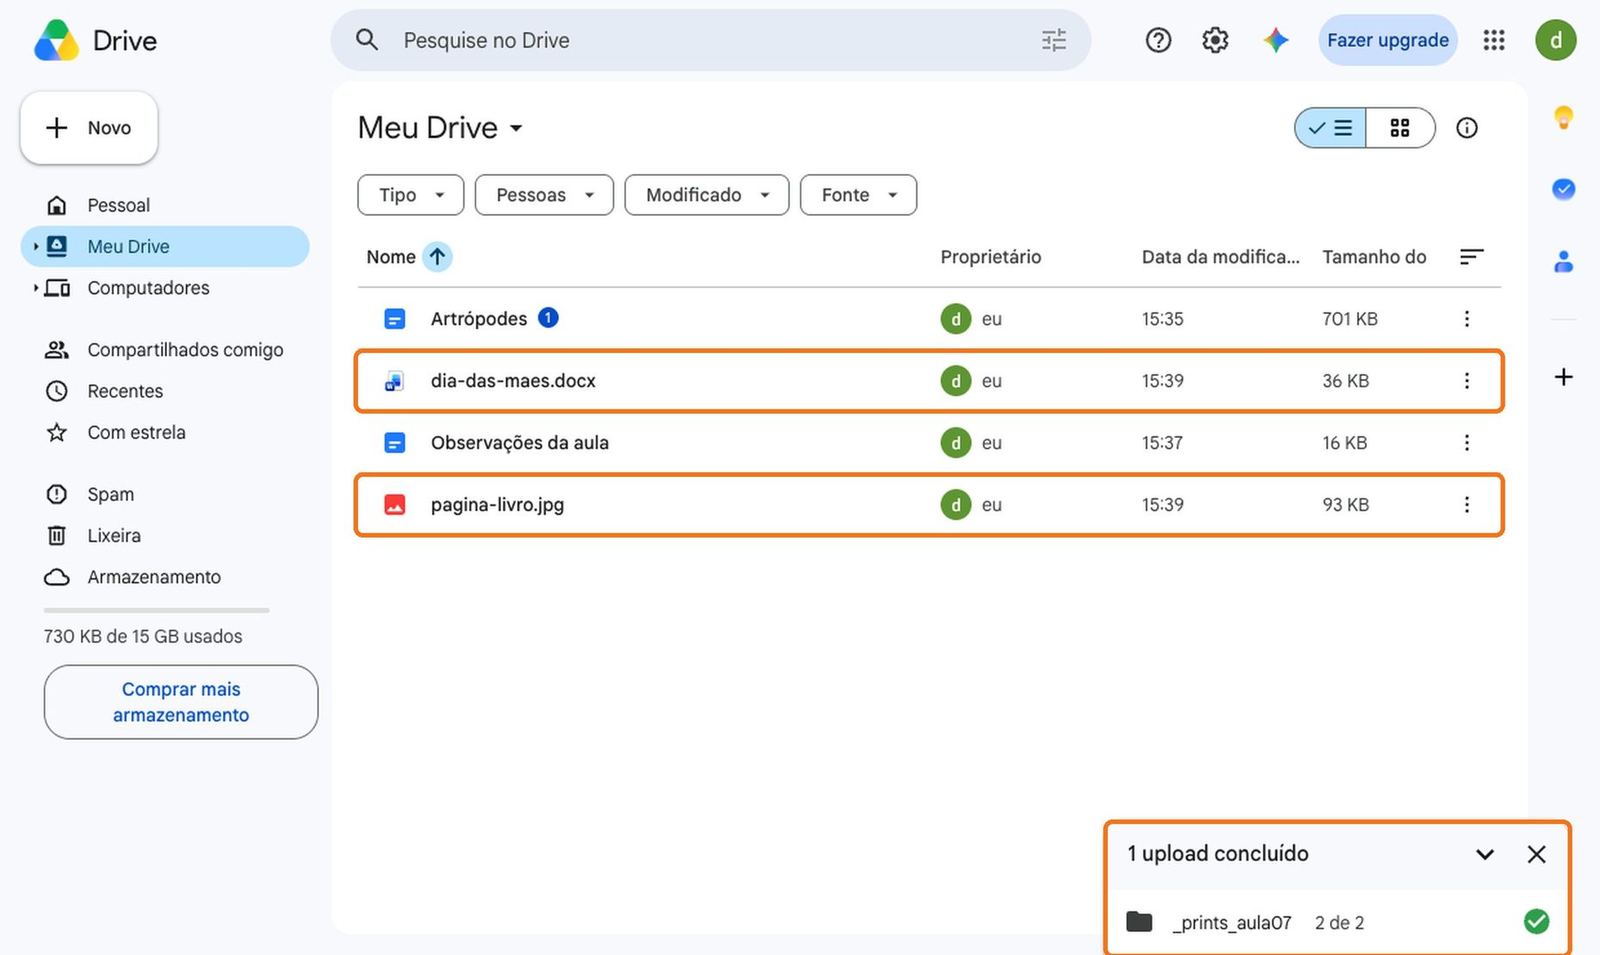 Drive
Pesquise no Drive
Fazer upgrade
d
Novo
Pessoal
Meu Drive
Computadores
Compartilhados comigo
Recentes
Com estrela
Spam
Lixeira
Armazenamento
730 KB de 15 GB usados
Comprar mais
armazenamento
Meu Drive
Tipo Pessoas Modificado Fonte
Nome Proprietário Data da modifica... Tamanho do
Artrópodes 1 d eu 15:35 701 KB
dia-das-maes.docx d eu 15:39 36 KB
Observações da aula d eu 15:37 16 KB
pagina-livro.jpg d eu 15:39 93 KB
1 upload concluído
_prints_aula07 2 de 2